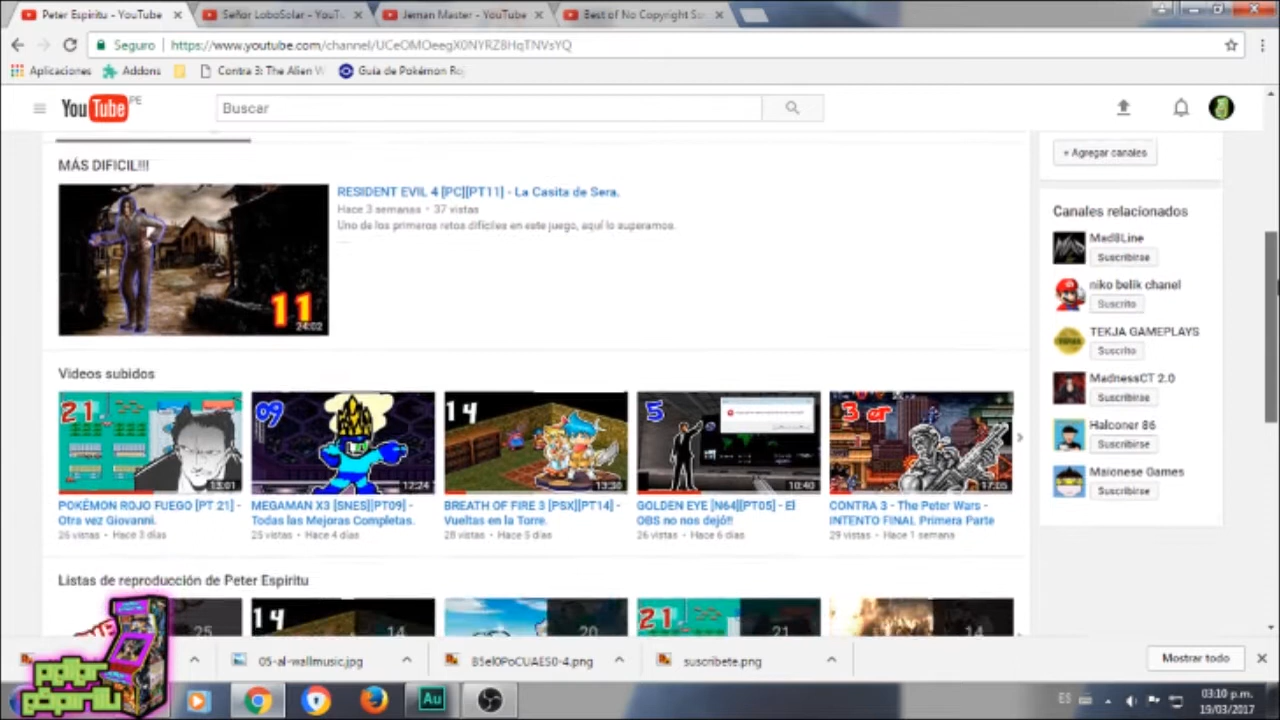 Peter Espiritu - YouTube
Señor LoboSolar - YouT
Jeman Master - YouTube
Best of No Copyright So
Seguro
https://www.youtube.com/channel/UCeOMOeegX0NYRZ8HqTNVsYQ
Aplicaciones
Addons
Contra 3: The Alien W
Guía de Pokémon Roj
YouTube PE
Buscar
+ Agregar canales
MÁS DIFICIL!!!
RESIDENT EVIL 4 [PC][PT11] - La Casita de Sera.
Hace 3 semanas • 37 vistas
Uno de los primeros retos difíciles en este juego, aquí lo superamos.
11
24:02
Canales relacionados
Mad8Line
Suscribirse
niko belik chanel
Suscrito
TEKJA GAMEPLAYS
Suscrito
MadnessCT 2.0
Suscribirse
Halconer 86
Suscribirse
Maionese Games
Suscribirse
Videos subidos
21
13:01
09
12:24
14
13:30
5
10:40
3 er
17:05
POKÉMON ROJO FUEGO [PT 21] -
Otra vez Giovanni.
26 vistas • Hace 3 días
MEGAMAN X3 [SNES][PT09] -
Todas las Mejoras Completas.
25 vistas • Hace 4 días
BREATH OF FIRE 3 [PSX][PT14] -
Vueltas en la Torre.
28 vistas • Hace 5 días
GOLDEN EYE [N64][PT05] - El
OBS no nos dejó!!
26 vistas • Hace 6 días
CONTRA 3 - The Peter Wars -
INTENTO FINAL Primera Parte
29 vistas • Hace 1 semana
Listas de reproducción de Peter Espiritu
25
14
14
20
21
21
14
05-al-wallmusic.jpg
B5el0PoCUAES0-4.png
suscribete.png
Mostrar todo
peter
espiritu
Au
ES
03:10 p.m.
19/03/2017